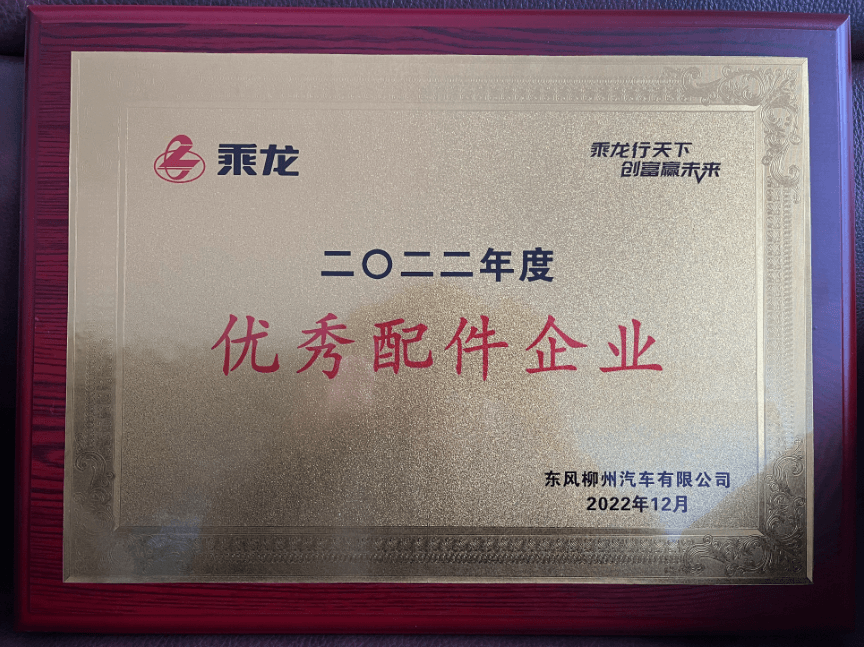 乘龙
乘龙行天下
创富赢未来
二〇二二年度
优秀配件企业
东风柳州汽车有限公司
2022年12月